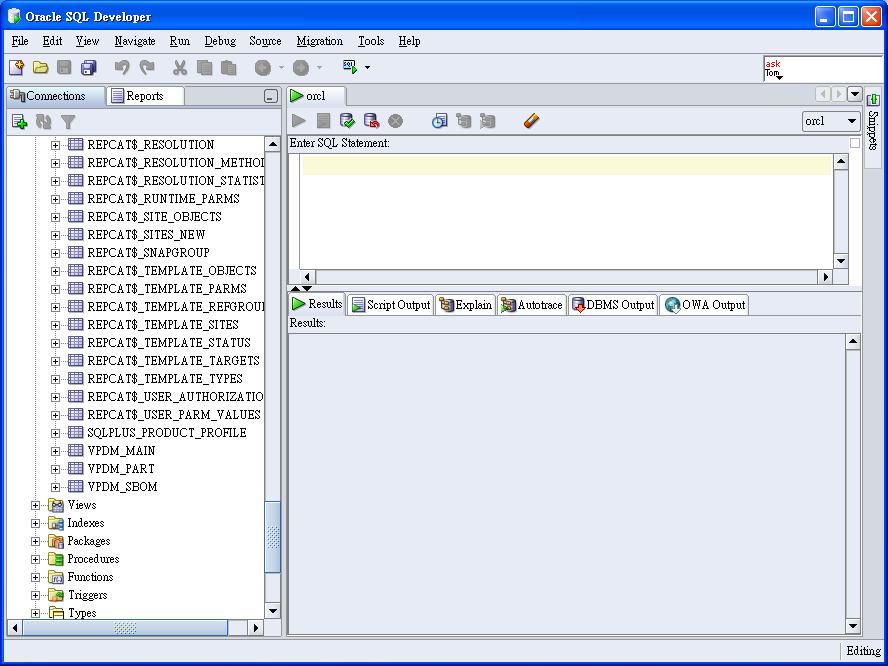 Oracle SQL Developer
File Edit View Navigate Run Debug Source Migration Tools Help
SQL
ask
Tom
Connections
Reports
REPCAT$_RESOLUTION
REPCAT$_RESOLUTION_METHO
REPCAT$_RESOLUTION_STATIST
REPCAT$_RUNTIME_PARMS
REPCAT$_SITE_OBJECTS
REPCAT$_SITES_NEW
REPCAT$_SNAPGROUP
REPCAT$_TEMPLATE_OBJECTS
REPCAT$_TEMPLATE_PARMS
REPCAT$_TEMPLATE_REFGROU
REPCAT$_TEMPLATE_SITES
REPCAT$_TEMPLATE_STATUS
REPCAT$_TEMPLATE_TARGETS
REPCAT$_TEMPLATE_TYPES
REPCAT$_USER_AUTHORIZATIO
REPCAT$_USER_PARM_VALUES
SQLPLUS_PRODUCT_PROFILE
VPDM_MAIN
VPDM_PART
VPDM_SBOM
Views
Indexes
Packages
Procedures
Functions
Triggers
Types
orcl
orcl
Enter SQL Statement:
Results Script Output Explain Autotrace DBMS Output OWA Output
Results:
Snippets
Editing